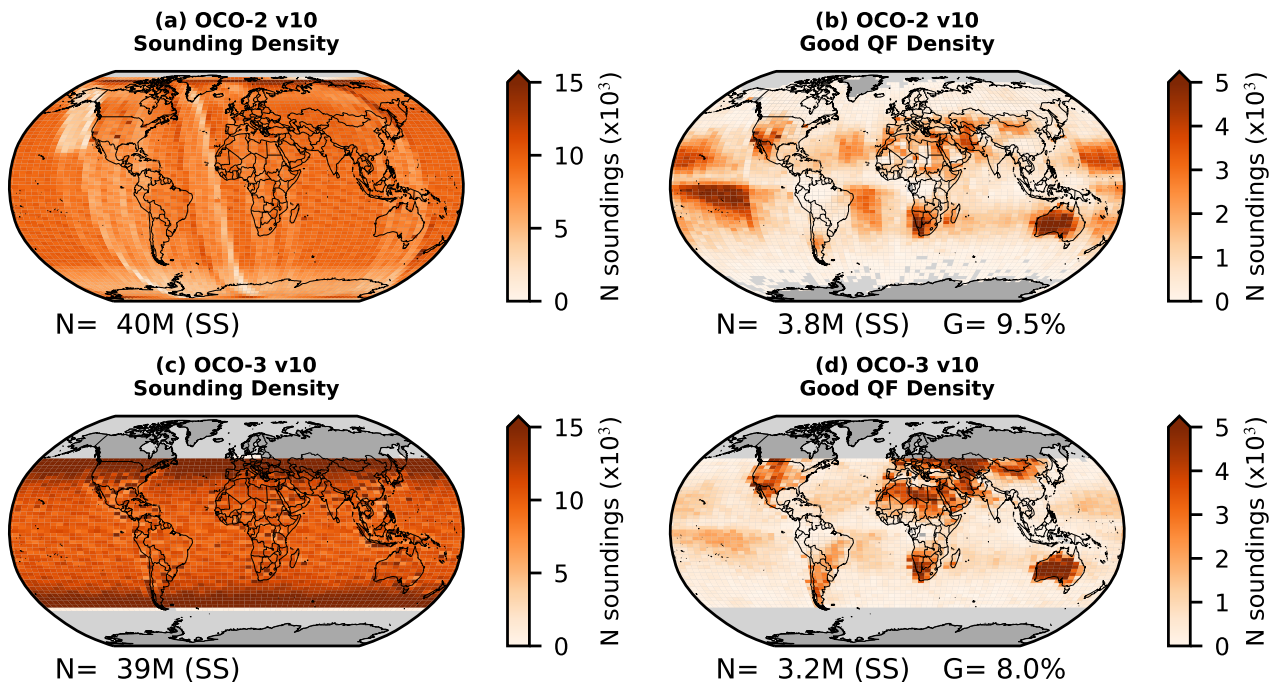 (a) OCO-2 v10
Sounding Density
15
10
5
0
N soundings (x10³)
N= 40M (SS)
(b) OCO-2 v10
Good QF Density
5
4
3
2
1
0
N soundings (x10³)
N= 3.8M (SS) G= 9.5%
(c) OCO-3 v10
Sounding Density
15
10
5
0
N soundings (x10³)
N= 39M (SS)
(d) OCO-3 v10
Good QF Density
5
4
3
2
1
0
N soundings (x10³)
N= 3.2M (SS) G= 8.0%